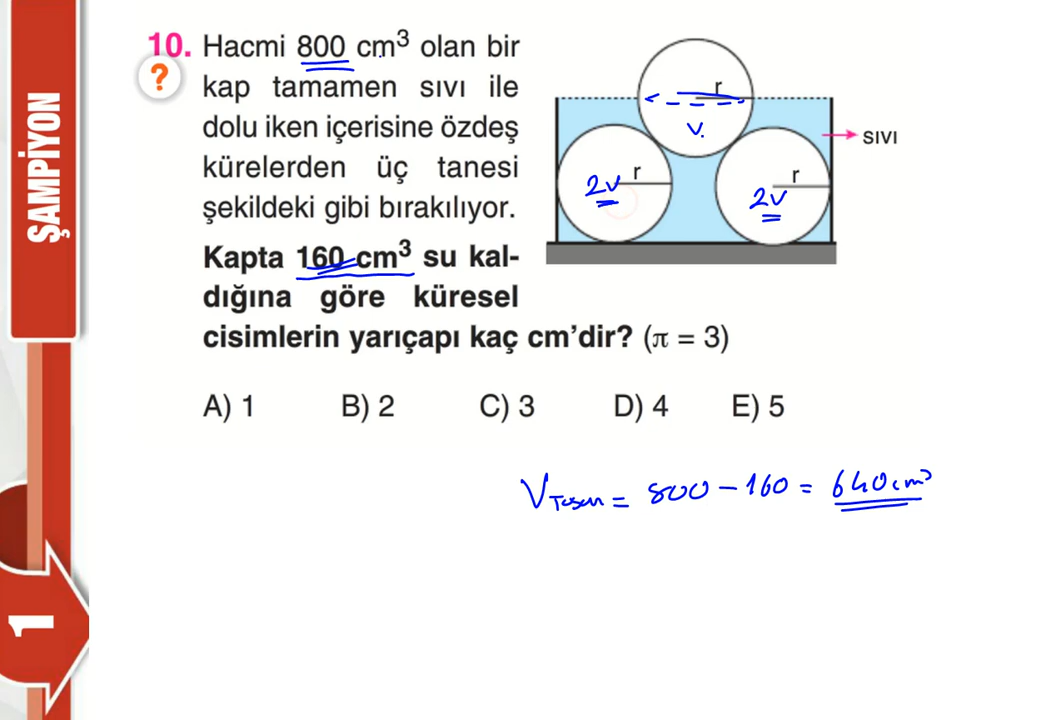 ŞAMPİYON
1
10. Hacmi 800 cm³ olan bir
?
kap tamamen sıvı ile
dolu iken içerisine özdeş
kürelerden üç tanesi
şekildeki gibi bırakılıyor.
Kapta 160 cm³ su kal-
dığına göre küresel
cisimlerin yarıçapı kaç cm'dir? (π = 3)
r
V.
SIVI
2V r
2V r
A) 1 B) 2 C) 3 D) 4 E) 5
VTaşan = 800 - 160 = 640 cm³